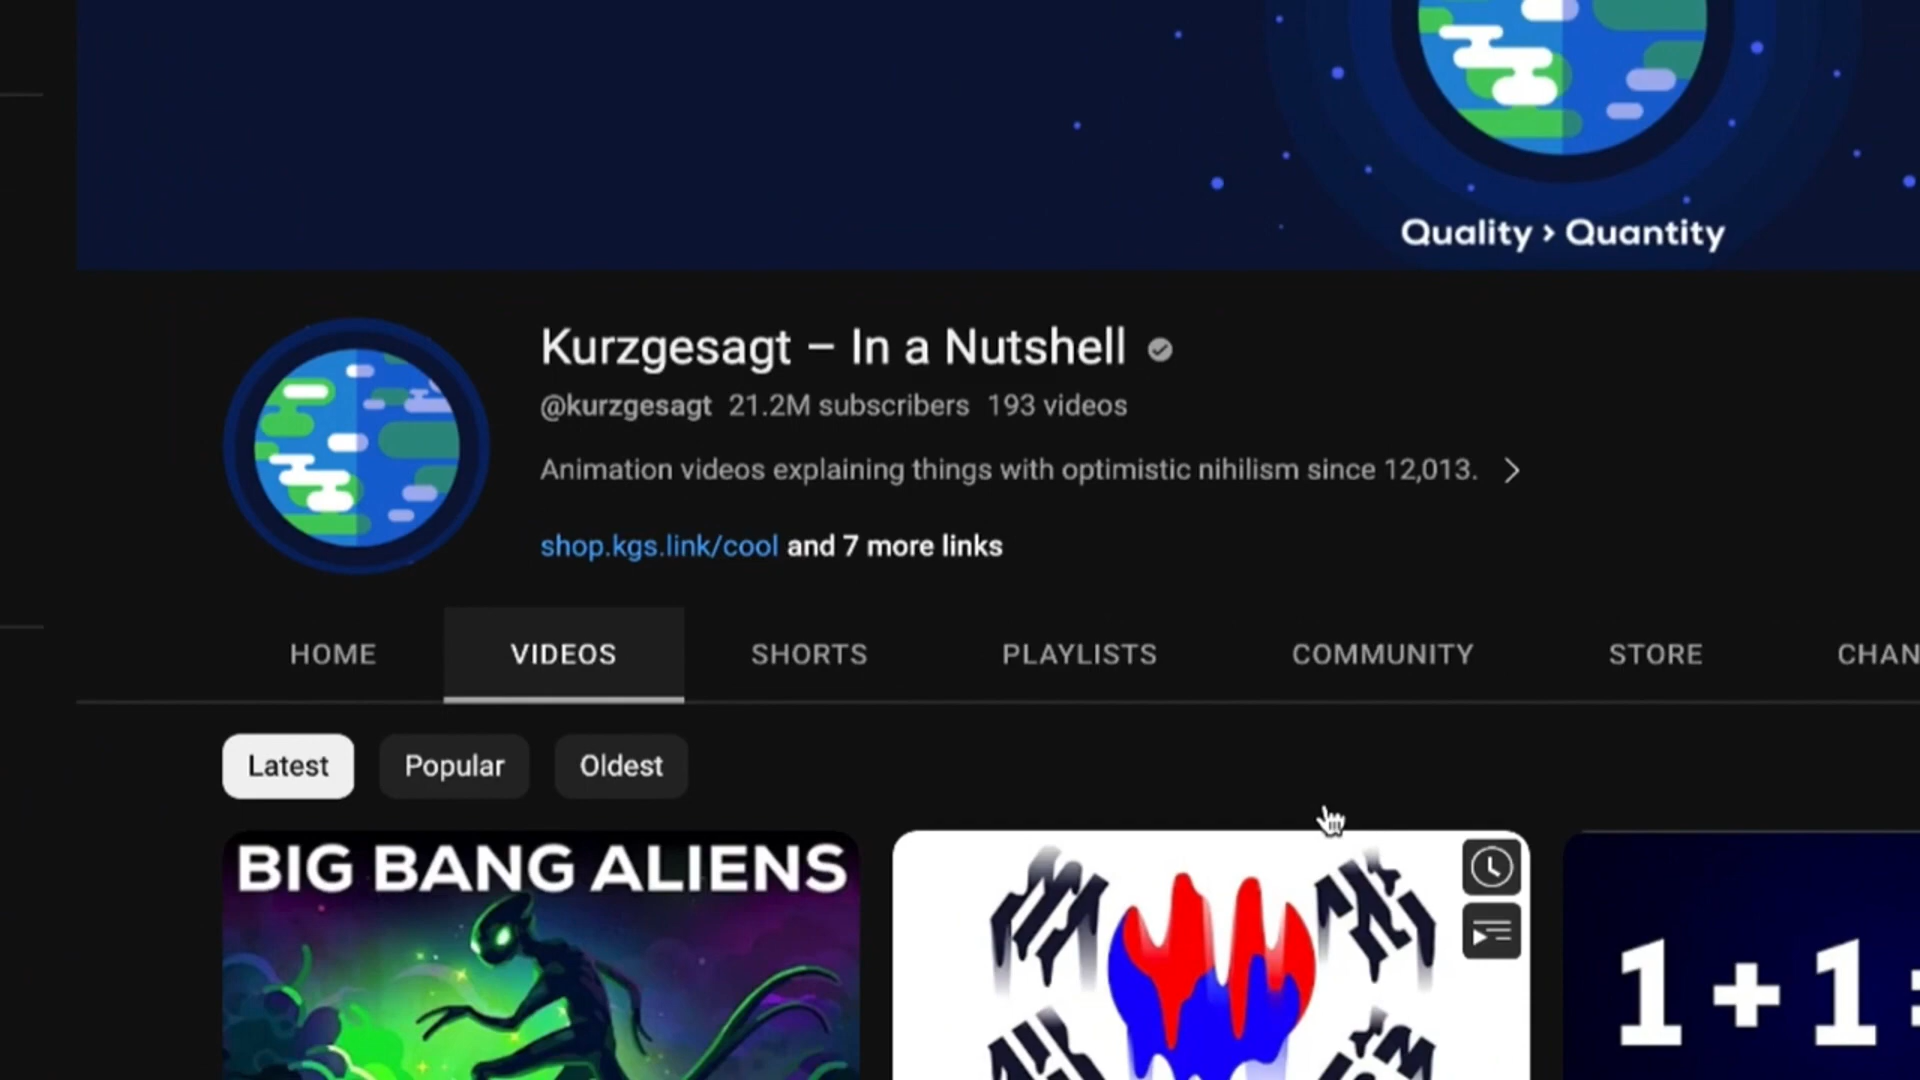 Quality > Quantity
Kurzgesagt – In a Nutshell
@kurzgesagt 21.2M subscribers 193 videos
Animation videos explaining things with optimistic nihilism since 12,013.
shop.kgs.link/cool and 7 more links
HOME VIDEOS SHORTS PLAYLISTS COMMUNITY STORE CHAN
Latest Popular Oldest
BIG BANG ALIENS
1 + 1